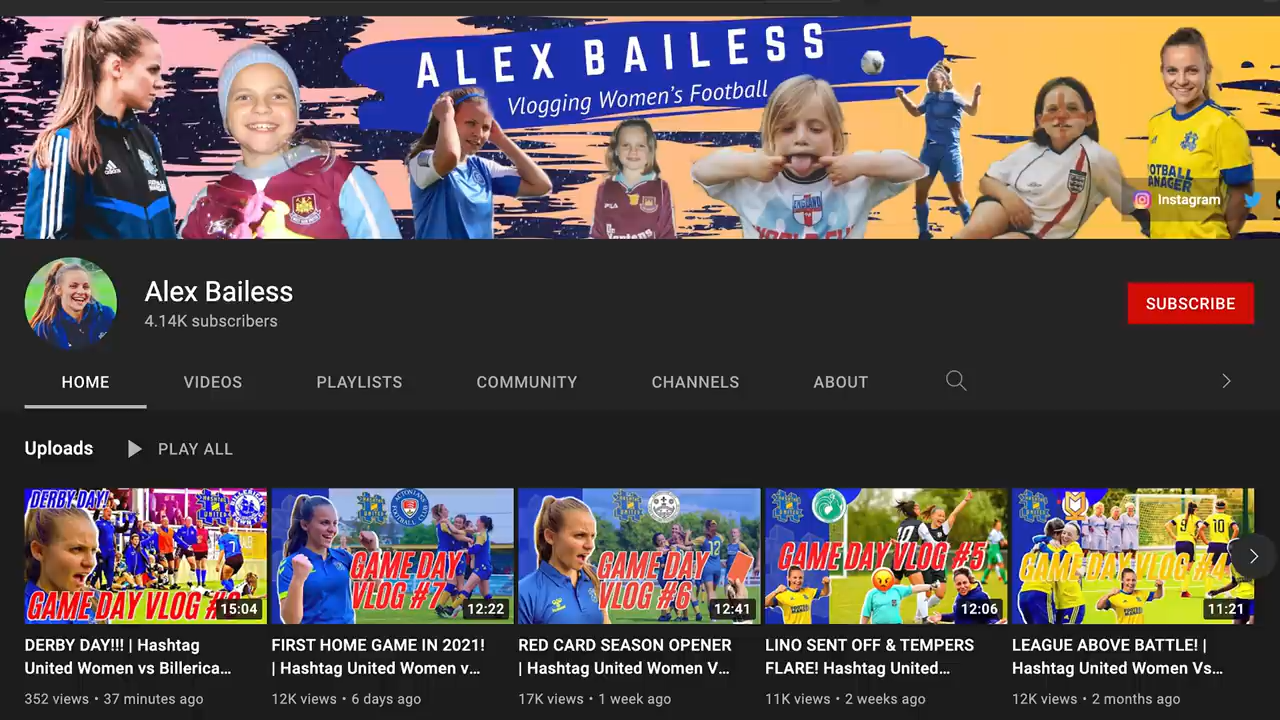 ALEX BAILESS
Vlogging Women's Football
adidas
FILA
ENGLAND
Instagram
Alex Bailess
4.14K subscribers
SUBSCRIBE
HOME VIDEOS PLAYLISTS COMMUNITY CHANNELS ABOUT
Uploads PLAY ALL
DERBY DAY!
GAME DAY VLOG
15:04
GAME DAY
VLOG #7
12:22
GAME DAY
VLOG #6
12:41
GAME DAY VLOG #5
12:06
GAME DAY VLOG #4
11:21
DERBY DAY!!! | Hashtag
United Women vs Billerica...
352 views • 37 minutes ago
FIRST HOME GAME IN 2021!
| Hashtag United Women v...
12K views • 6 days ago
RED CARD SEASON OPENER
| Hashtag United Women V...
17K views • 1 week ago
LINO SENT OFF & TEMPERS
FLARE! Hashtag United...
11K views • 2 weeks ago
LEAGUE ABOVE BATTLE! |
Hashtag United Women Vs...
12K views • 2 months ago